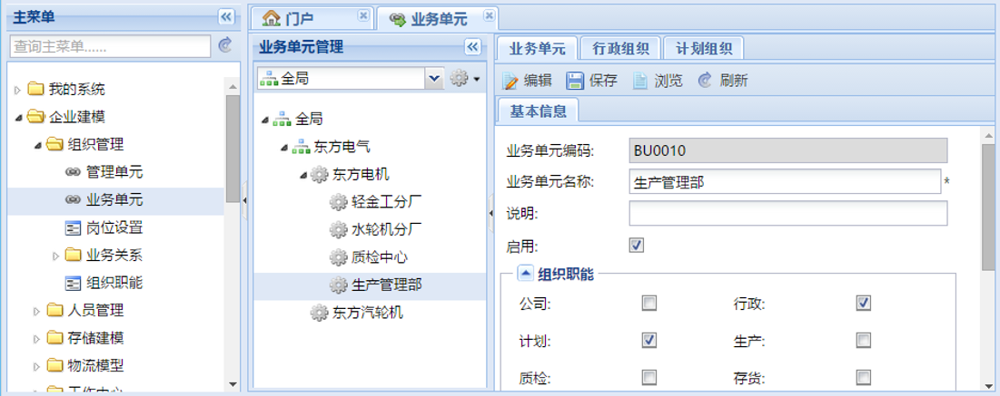 主菜单
查询主菜单......
我的系统
企业建模
组织管理
管理单元
业务单元
岗位设置
业务关系
组织职能
人员管理
存储建模
物流模型
工作中心
门户
业务单元
业务单元管理
全局
全局
东方电气
东方电机
轻金工分厂
水轮机分厂
质检中心
生产管理部
东方汽轮机
业务单元 行政组织 计划组织
编辑 保存 浏览 刷新
基本信息
业务单元编码: BU0010
业务单元名称: 生产管理部 *
说明:
启用:
组织职能
公司: 行政:
计划: 生产:
质检: 存货: